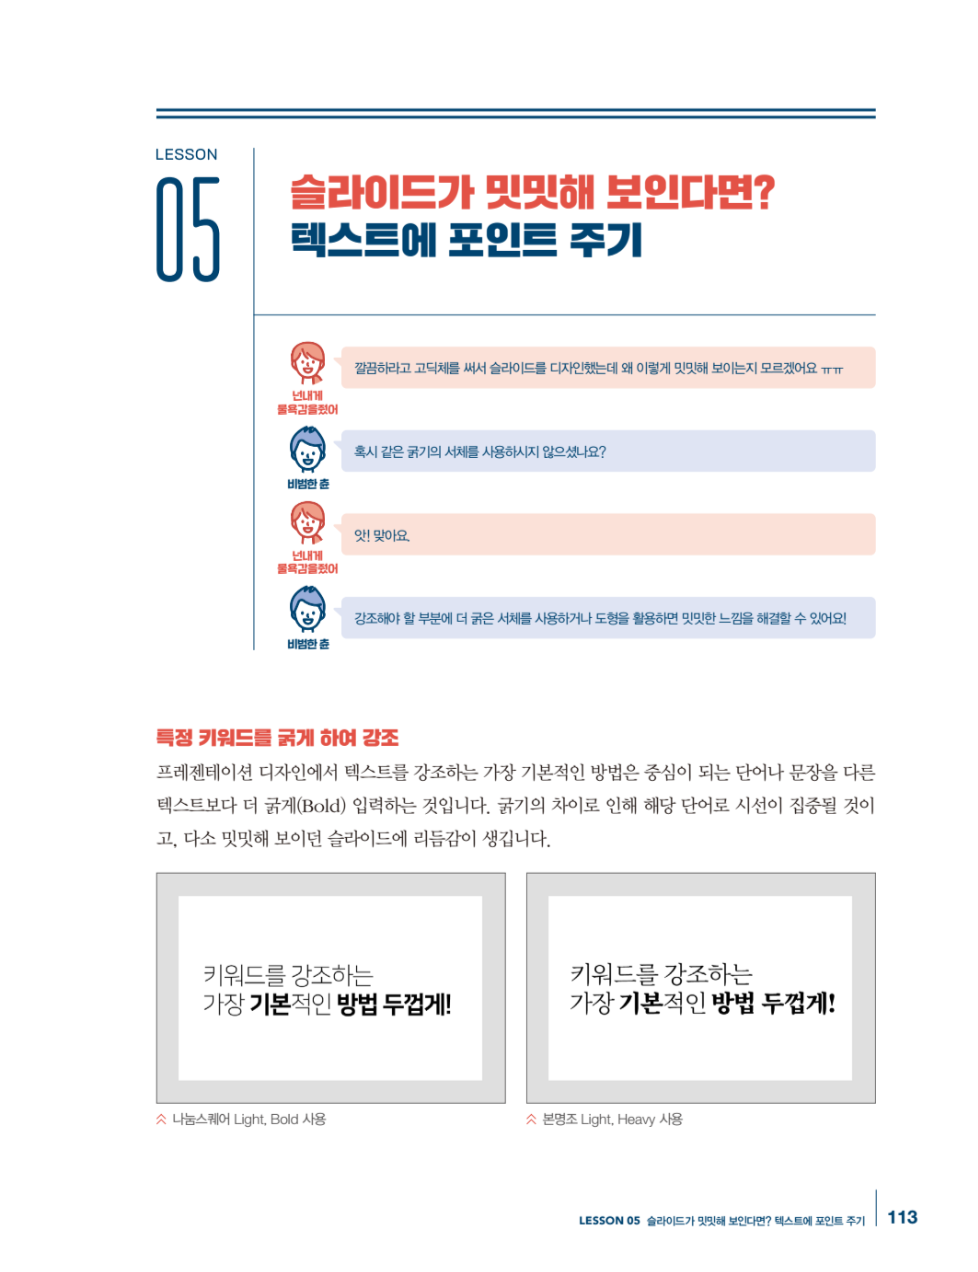 LESSON
05
슬라이드가 밋밋해 보인다면?
텍스트에 포인트 주기
깔끔하라고 고딕체를 써서 슬라이드를 디자인했는데 왜 이렇게 밋밋해 보이는지 모르겠어요 ㅠㅠ
넌내게
물욕감을줬어
혹시 같은 굵기의 서체를 사용하시지 않으셨나요?
비범한 츈
앗! 맞아요.
넌내게
물욕감을줬어
강조해야 할 부분에 더 굵은 서체를 사용하거나 도형을 활용하면 밋밋한 느낌을 해결할 수 있어요!
비범한 츈
특정 키워드를 굵게 하여 강조
프레젠테이션 디자인에서 텍스트를 강조하는 가장 기본적인 방법은 중심이 되는 단어나 문장을 다른
텍스트보다 더 굵게(Bold) 입력하는 것입니다. 굵기의 차이로 인해 해당 단어로 시선이 집중될 것이
고, 다소 밋밋해 보이던 슬라이드에 리듬감이 생깁니다.
키워드를 강조하는
가장 기본적인 방법 두껍게!
나눔스퀘어 Light, Bold 사용
키워드를 강조하는
가장 기본적인 방법 두껍게!
본명조 Light, Heavy 사용
LESSON 05 슬라이드가 밋밋해 보인다면? 텍스트에 포인트 주기 113